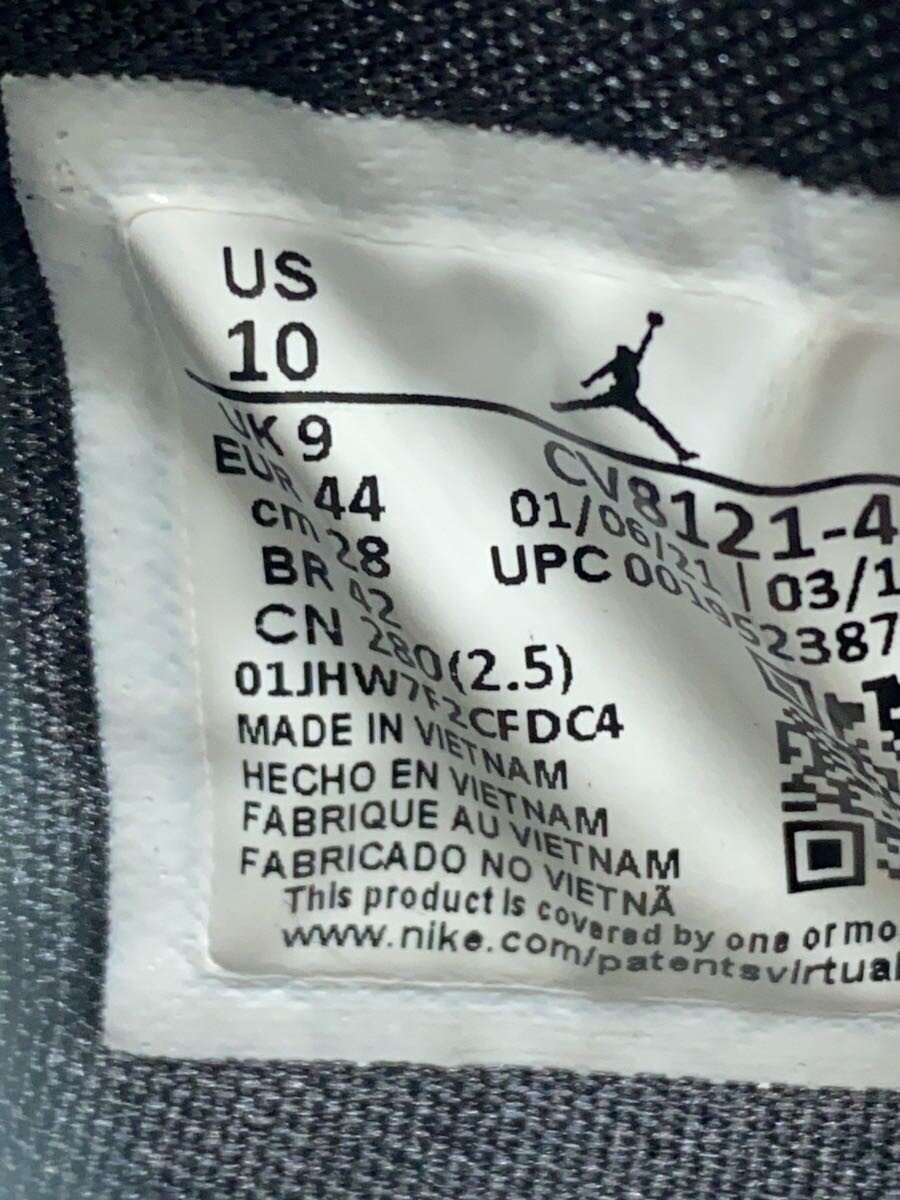 US
10
UK 9
EUR 44
cm 28
BR 42
CN 280(2.5)
CV8121-4
01/06/21 | 03/1
UPC 001952387
01JHW7F2CFDC4
MADE IN VIETNAM
HECHO EN VIETNAM
FABRIQUE AU VIETNAM
FABRICADO NO VIETNÃ
This product is covered by one or mo
www.nike.com/patentsvirtual